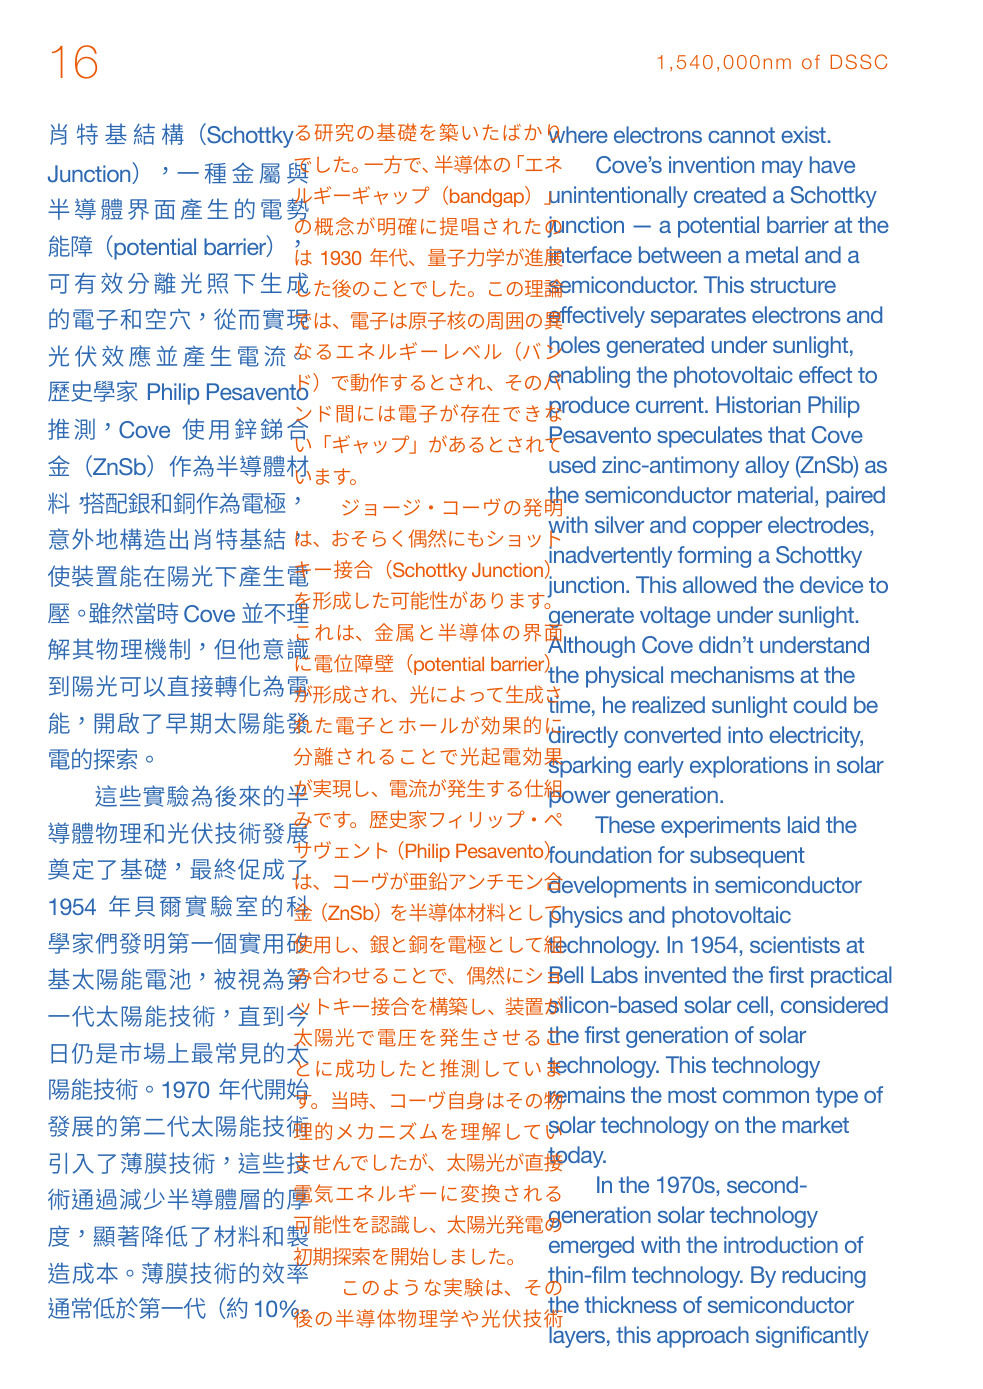 16
1,540,000nm of DSSC
肖特基結構（Schottky
Junction），一種金屬與
半導體界面產生的電勢
能障（potential barrier），
可有效分離光照下生成
的電子和空穴，從而實現
光伏效應並產生電流。
歷史學家 Philip Pesavento
推測，Cove 使用鋅銻合
金（ZnSb）作為半導體材
料，搭配銀和銅作為電極，
意外地構造出肖特基結，
使裝置能在陽光下產生電
壓。雖然當時 Cove 並不理
解其物理機制，但他意識
到陽光可以直接轉化為電
能，開啟了早期太陽能發
電的探索。
這些實驗為後來的半
導體物理和光伏技術發展
奠定了基礎，最終促成了
1954 年貝爾實驗室的科
學家們發明第一個實用矽
基太陽能電池，被視為第
一代太陽能技術，直到今
日仍是市場上最常見的太
陽能技術。1970 年代開始
發展的第二代太陽能技術
引入了薄膜技術，這些技
術通過減少半導體層的厚
度，顯著降低了材料和製
造成本。薄膜技術的效率
通常低於第一代（約 10%-
る研究の基礎を築いたばかり
でした。一方で、半導体の「エネ
ルギーギャップ（bandgap）」
の概念が明確に提唱されたの
は 1930 年代、量子力学が進展
した後のことでした。この理論
では、電子は原子核の周囲の異
なるエネルギーレベル（バン
ド）で動作するとされ、そのバ
ンド間には電子が存在できな
い「ギャップ」があるとされて
います。
ジョージ・コーヴの発明
は、おそらく偶然にもショット
キー接合（Schottky Junction）
を形成した可能性があります。
これは、金属と半導体の界面
に電位障壁（potential barrier）
が形成され、光によって生成さ
れた電子とホールが効果的に
分離されることで光起電効果
が実現し、電流が発生する仕組
みです。歴史家フィリップ・ペ
サヴェント（Philip Pesavento）
は、コーヴが亜鉛アンチモン合
金（ZnSb）を半導体材料として
使用し、銀と銅を電極として組
み合わせることで、偶然にショ
ットキー接合を構築し、装置が
太陽光で電圧を発生させるこ
とに成功したと推測していま
す。当時、コーヴ自身はその物
理的メカニズムを理解してい
ませんでしたが、太陽光が直接
電気エネルギーに変換される
可能性を認識し、太陽光発電の
初期探索を開始しました。
このような実験は、その
後の半導体物理学や光伏技術
where electrons cannot exist.
Cove’s invention may have
unintentionally created a Schottky
junction — a potential barrier at the
interface between a metal and a
semiconductor. This structure
effectively separates electrons and
holes generated under sunlight,
enabling the photovoltaic effect to
produce current. Historian Philip
Pesavento speculates that Cove
used zinc-antimony alloy (ZnSb) as
the semiconductor material, paired
with silver and copper electrodes,
inadvertently forming a Schottky
junction. This allowed the device to
generate voltage under sunlight.
Although Cove didn’t understand
the physical mechanisms at the
time, he realized sunlight could be
directly converted into electricity,
sparking early explorations in solar
power generation.
These experiments laid the
foundation for subsequent
developments in semiconductor
physics and photovoltaic
technology. In 1954, scientists at
Bell Labs invented the first practical
silicon-based solar cell, considered
the first generation of solar
technology. This technology
remains the most common type of
solar technology on the market
today.
In the 1970s, second-
generation solar technology
emerged with the introduction of
thin-film technology. By reducing
the thickness of semiconductor
layers, this approach significantly